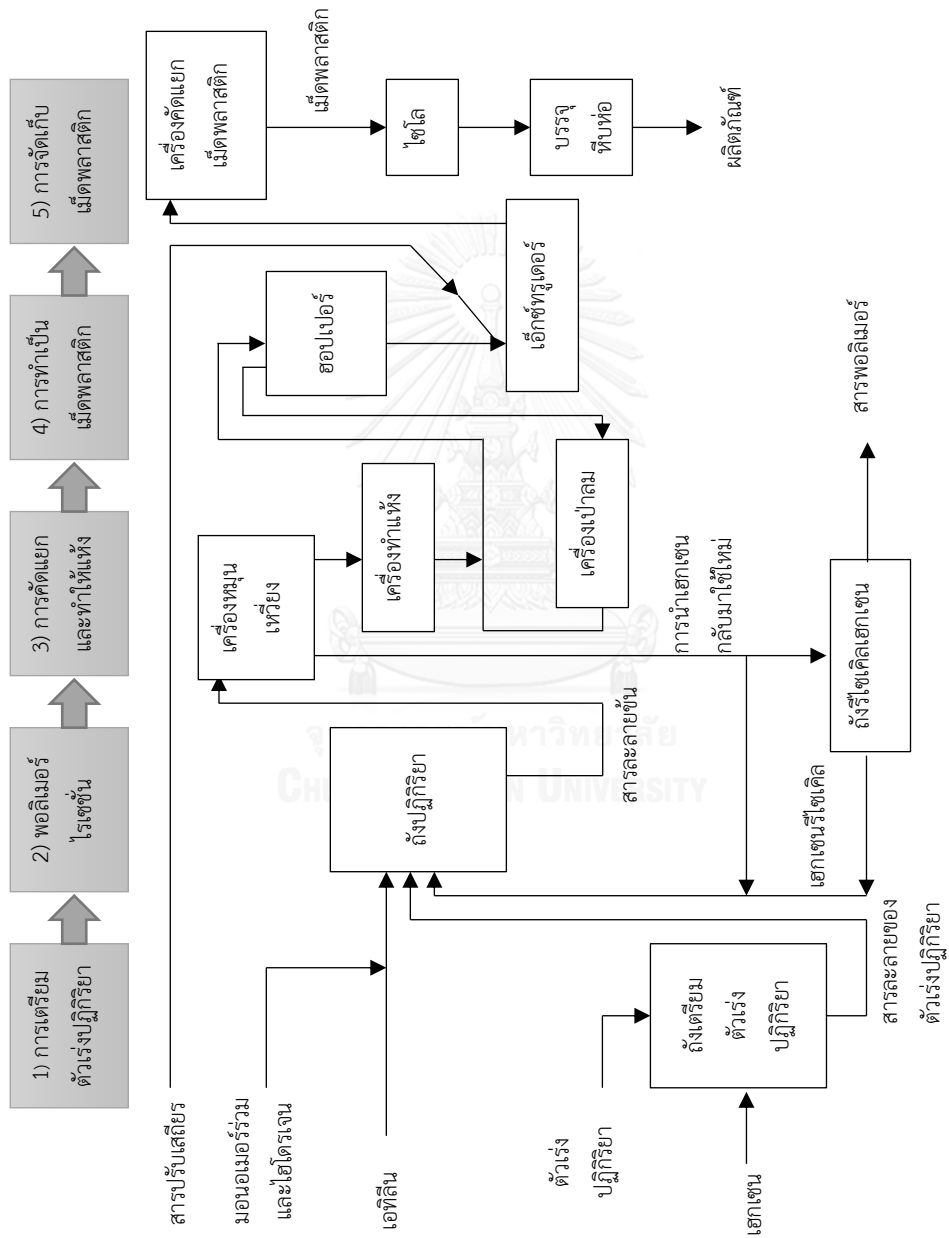 1) การเตรียม
ตัวเร่งปฏิกิริยา
2) พอลิเมอร์
ไรเซชั่น
3) การคัดแยก
และทำให้แห้ง
4) การทำเป็น
เม็ดพลาสติก
5) การจัดเก็บ
เม็ดพลาสติก
สารปรับเสถียร
มอนอเมอร์ร่วม
และไฮโดรเจน
เอทิลีน
ตัวเร่ง
ปฏิกิริยา
เฮกเซน
ถังเตรียม
ตัวเร่ง
ปฏิกิริยา
สารละลายของ
ตัวเร่งปฏิกิริยา
ถังปฏิกิริยา
สารละลายข้น
เฮกเซนรีไซเคิล
เครื่องหมุน
เหวี่ยง
เครื่องทำแห้ง
เครื่องเป่าลม
การนำเฮกเซน
กลับมาใช้ใหม่
ถังรีไซเคิลเฮกเซน
สารพอลิเมอร์
ฮอปเปอร์
เอ็กซ์ทรูเดอร์
เครื่องคัดแยก
เม็ดพลาสติก
เม็ดพลาสติก
ไซโล
บรรจุ
หีบห่อ
ผลิตภัณฑ์
UNIVERSITY